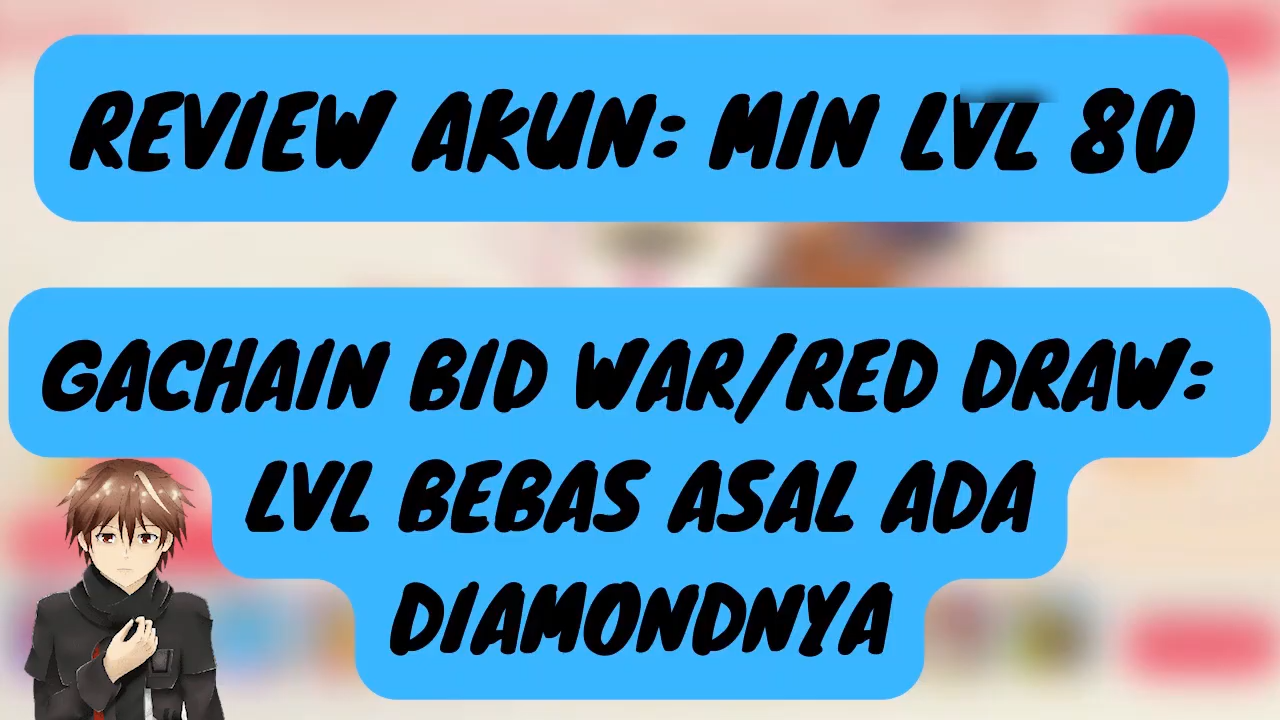 REVIEW AKUN: MIN LVL 80
GACHAIN BID WAR/RED DRAW:
LVL BEBAS ASAL ADA
DIAMONDNYA